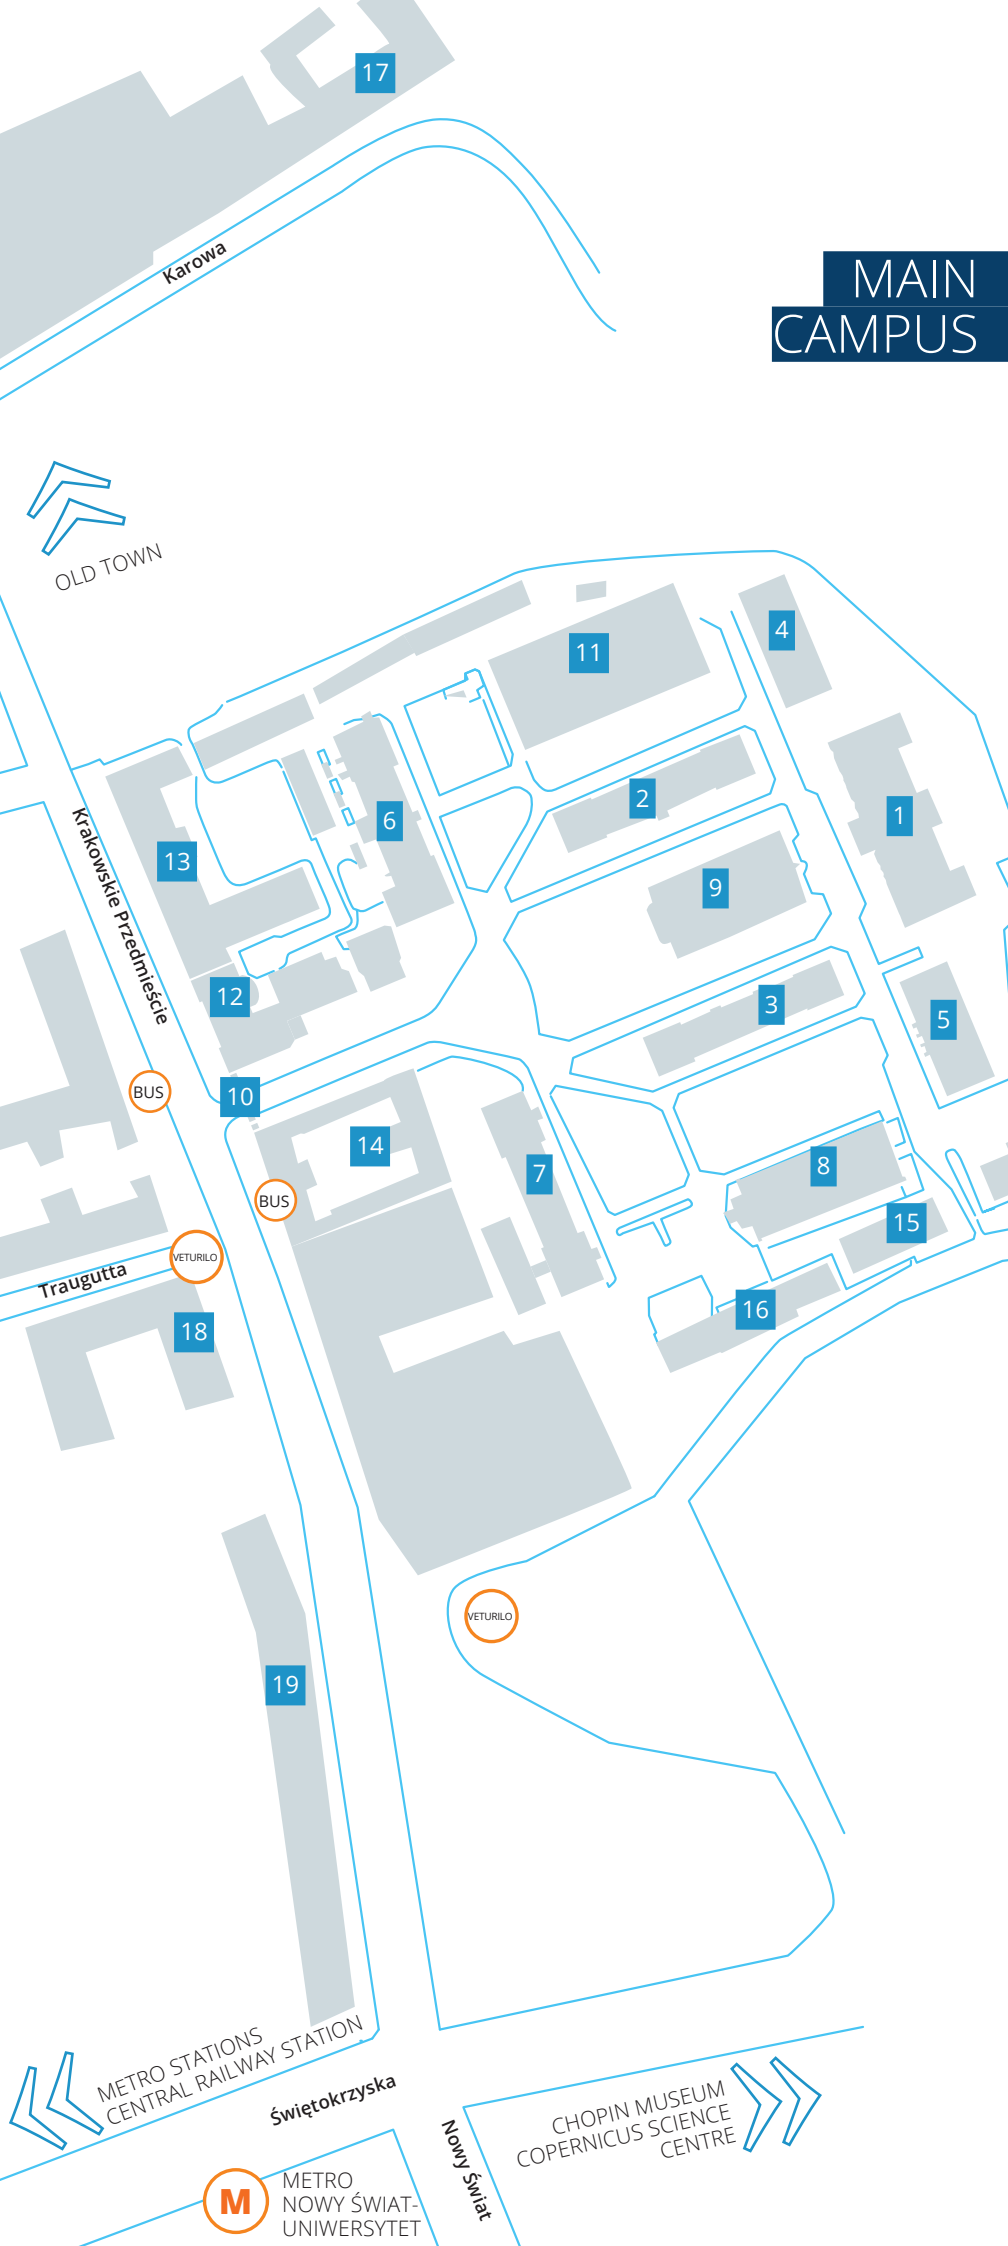 17
Karowa
MAIN
CAMPUS
OLD TOWN
4
11
2
1
6
13
9
Krakowskie Przedmieście
12
3
5
BUS
10
14
8
7
BUS
15
VETURILO
Traugutta
16
18
VETURILO
19
METRO STATIONS
CENTRAL RAILWAY STATION
Świętokrzyska
CHOPIN MUSEUM
COPERNICUS SCIENCE
CENTRE
Nowy Świat
M
METRO
NOWY ŚWIAT-
UNIWERSYTET